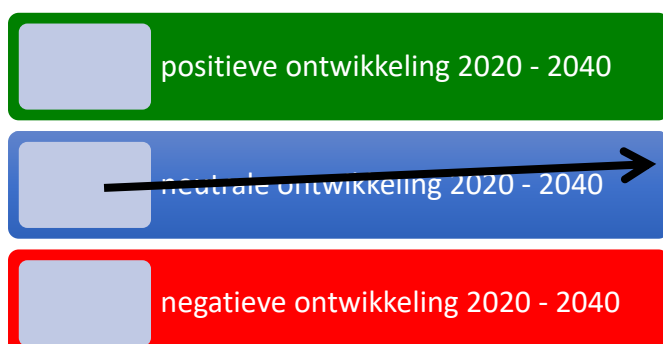 positieve ontwikkeling 2020 - 2040
neutrale ontwikkeling 2020 - 2040
negatieve ontwikkeling 2020 - 2040